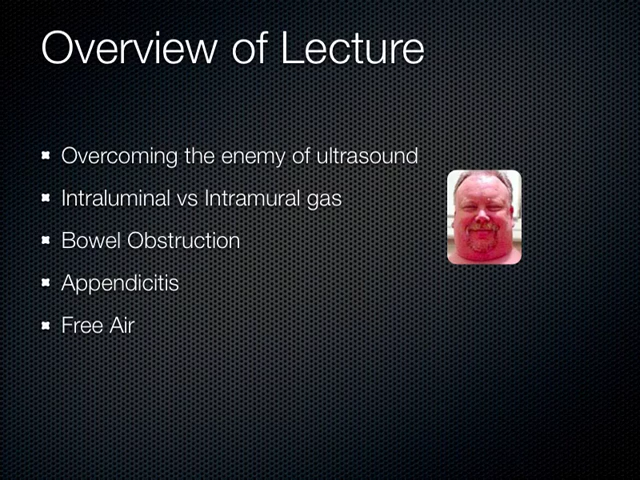 Overview of Lecture
Overcoming the enemy of ultrasound
Intraluminal vs Intramural gas
Bowel Obstruction
Appendicitis
Free Air